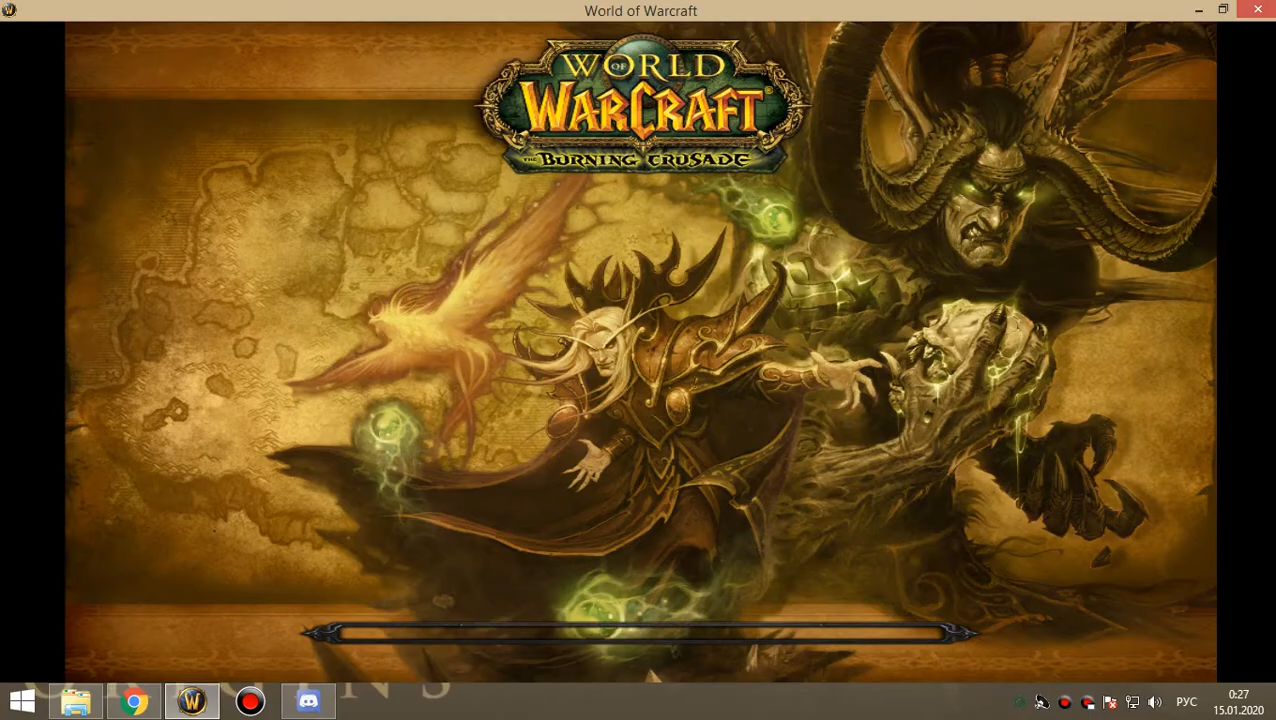 World of Warcraft
WORLD
OF
WARCRAFT®
THE BURNING CRUSADE
РУС
0:27
15.01.2020